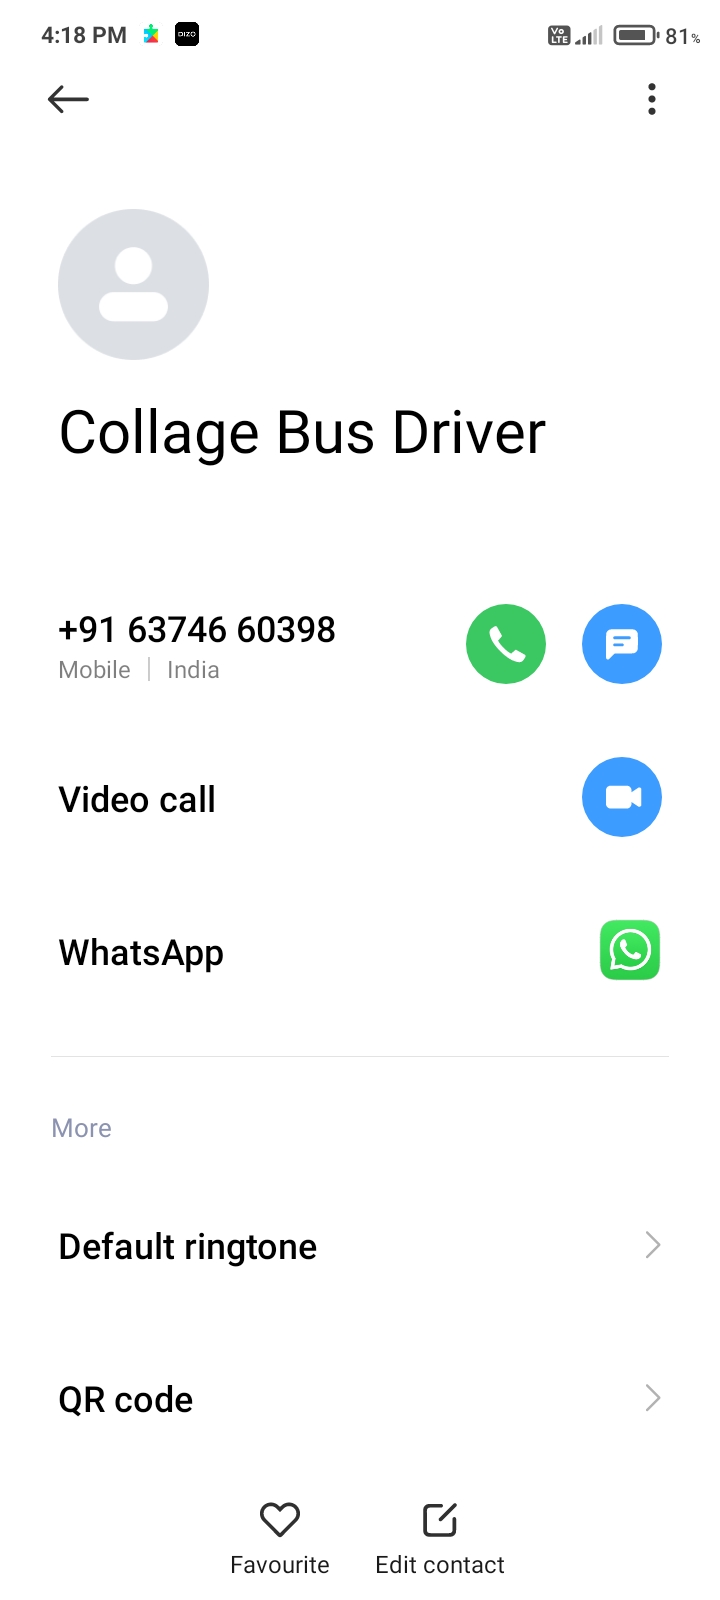 4:18 PM DIZO Vo LTE 81%
Collage Bus Driver
+91 63746 60398
Mobile | India
Video call
WhatsApp
More
Default ringtone
QR code
Favourite Edit contact